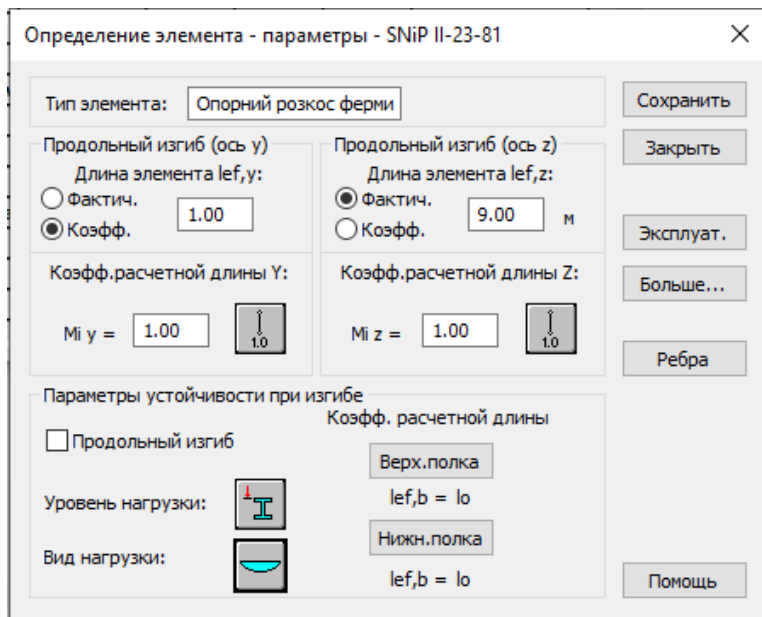 Определение элемента - параметры - SNiP II-23-81
Тип элемента: Опорний розкос ферми
Сохранить
Закрыть
Продольный изгиб (ось y)
Длина элемента lef,y:
Фактич.
Коэфф.
1.00
Продольный изгиб (ось z)
Длина элемента lef,z:
Фактич.
Коэфф.
9.00 м
Эксплуат.
Больше...
Коэфф.расчетной длины Y:
Mi y = 1.00 1.0
Коэфф.расчетной длины Z:
Mi z = 1.00 1.0
Ребра
Параметры устойчивости при изгибе
Коэфф. расчетной длины
Продольный изгиб
Верх.полка
Уровень нагрузки:
lef,b = lo
Нижн.полка
Вид нагрузки:
lef,b = lo
Помощь